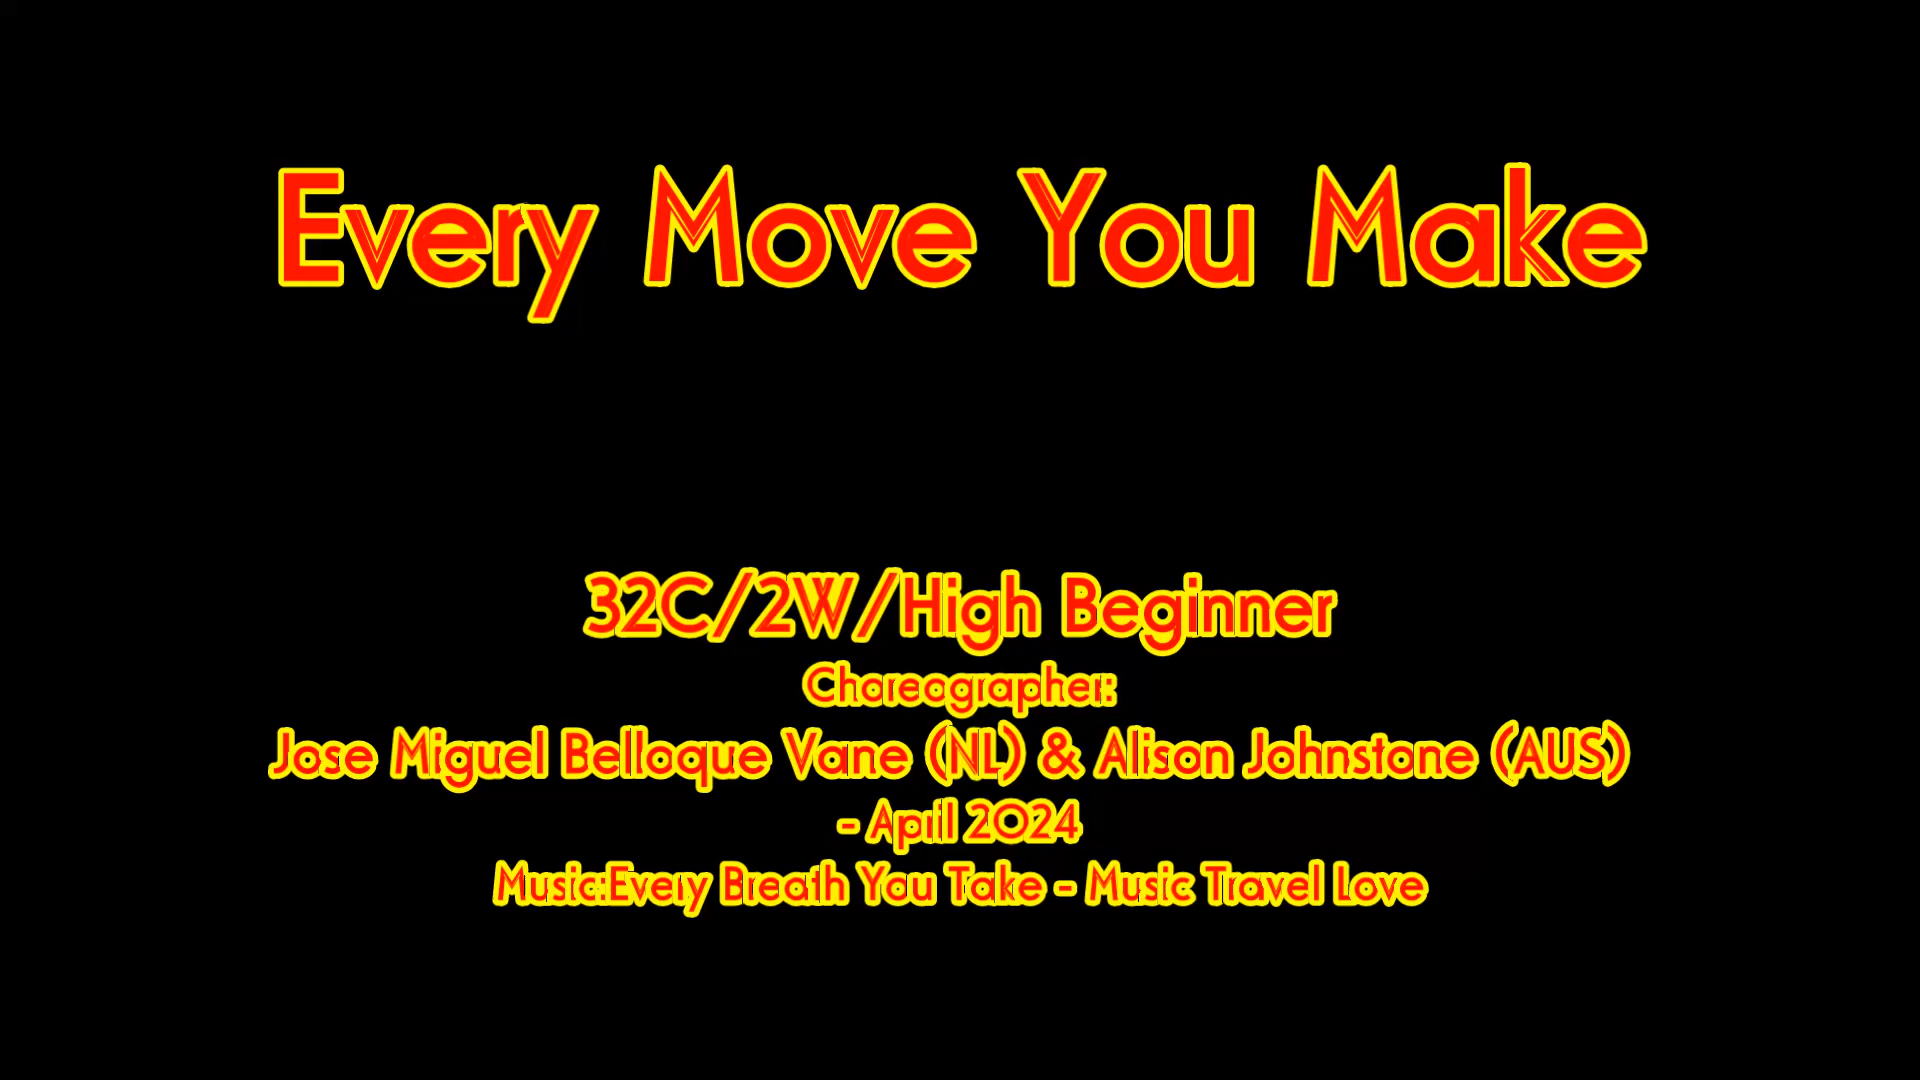 Every Move You Make
32C/2W/High Beginner
Choreographer:
Jose Miguel Belloque Vane (NL) & Alison Johnstone (AUS)
- April 2024
Music:Every Breath You Take - Music Travel Love